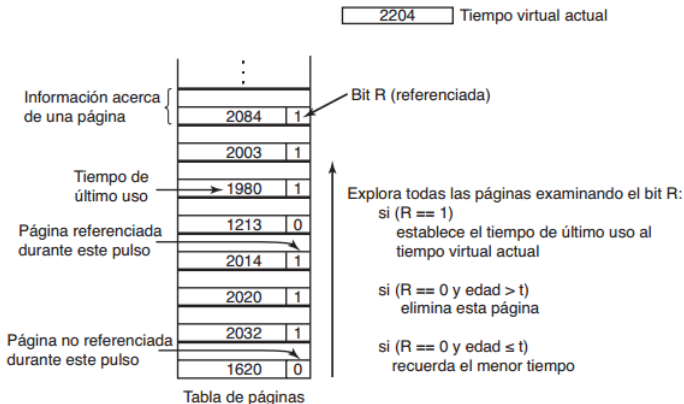 2204 Tiempo virtual actual
Información acerca
de una página
2084 1
Bit R (referenciada)
2003 1
Tiempo de
último uso
1980 1
1213 0
Página referenciada
durante este pulso
2014 1
2020 1
2032 1
Página no referenciada
durante este pulso
1620 0
Tabla de páginas
Explora todas las páginas examinando el bit R:
si (R == 1)
establece el tiempo de último uso al
tiempo virtual actual
si (R == 0 y edad > t)
elimina esta página
si (R == 0 y edad ≤ t)
recuerda el menor tiempo